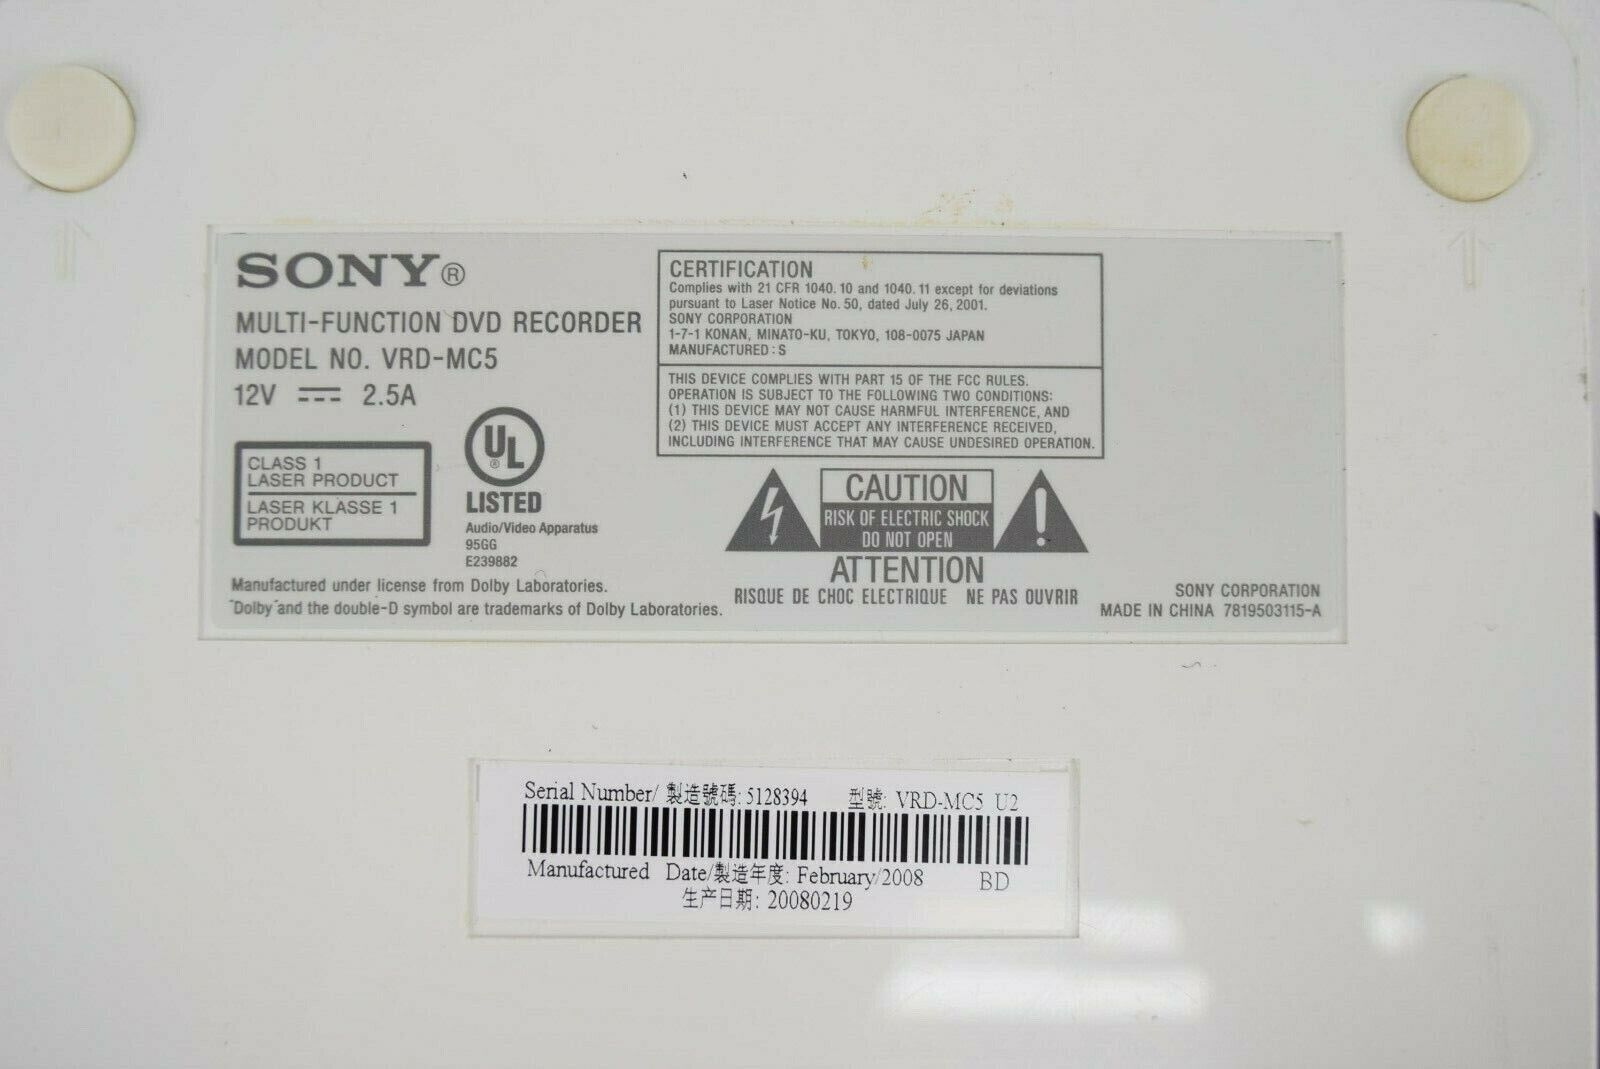 SONY®
MULTI-FUNCTION DVD RECORDER
MODEL NO. VRD-MC5
12V ⎓ 2.5A
CLASS 1
LASER PRODUCT
LASER KLASSE 1
PRODUKT
UL
®
LISTED
Audio/Video Apparatus
95GG
E239882
Manufactured under license from Dolby Laboratories.
"Dolby"and the double-D symbol are trademarks of Dolby Laboratories.
CERTIFICATION
Complies with 21 CFR 1040.10 and 1040.11 except for deviations
pursuant to Laser Notice No. 50, dated July 26, 2001.
SONY CORPORATION
1-7-1 KONAN, MINATO-KU, TOKYO, 108-0075 JAPAN
MANUFACTURED : S
THIS DEVICE COMPLIES WITH PART 15 OF THE FCC RULES.
OPERATION IS SUBJECT TO THE FOLLOWING TWO CONDITIONS:
(1) THIS DEVICE MAY NOT CAUSE HARMFUL INTERFERENCE, AND
(2) THIS DEVICE MUST ACCEPT ANY INTERFERENCE RECEIVED,
INCLUDING INTERFERENCE THAT MAY CAUSE UNDESIRED OPERATION.
CAUTION
RISK OF ELECTRIC SHOCK
DO NOT OPEN
ATTENTION
RISQUE DE CHOC ELECTRIQUE NE PAS OUVRIR
SONY CORPORATION
MADE IN CHINA 7819503115-A
Serial Number/ 製造號碼: 5128394 型號: VRD-MC5 U2
Manufactured Date/製造年度: February/2008 BD
生产日期: 20080219